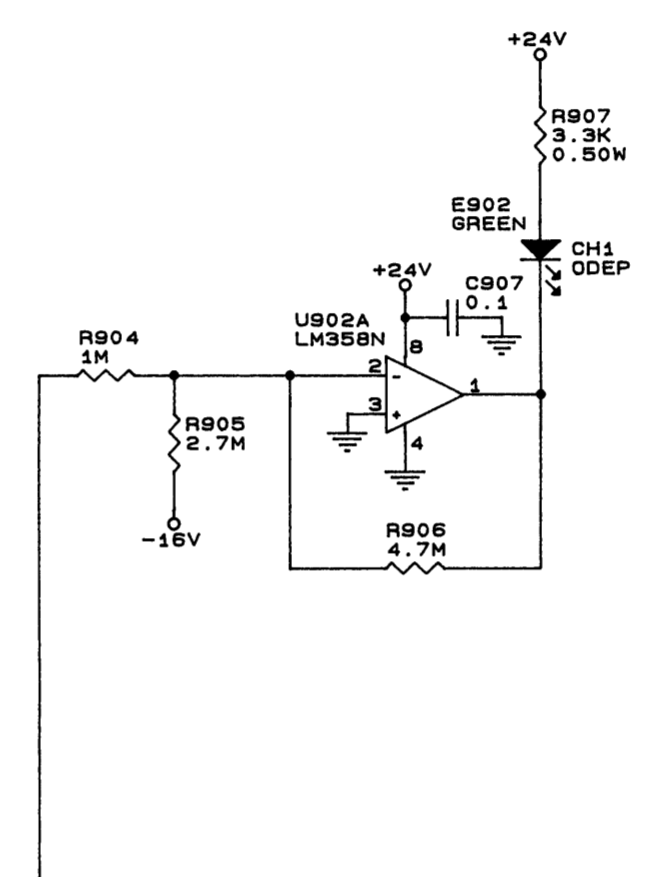 +24V
R907
3.3K
0.50W
E902
GREEN
CH1
ODEP
+24V
C907
0.1
U902A
LM358N
8
R904
1M
2
-
1
3
+
R905
2.7M
4
-16V
R906
4.7M